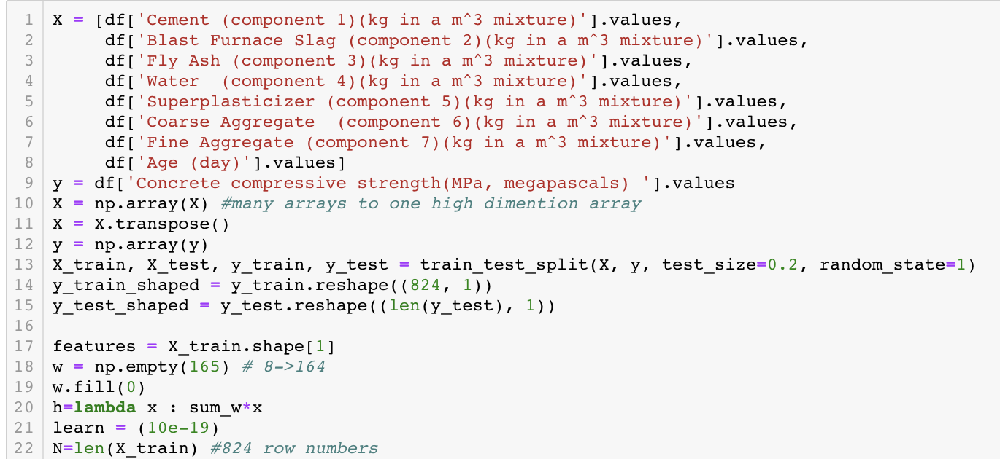 1 X = [df['Cement (component 1)(kg in a m^3 mixture)'].values,
2      df['Blast Furnace Slag (component 2)(kg in a m^3 mixture)'].values,
3      df['Fly Ash (component 3)(kg in a m^3 mixture)'].values,
4      df['Water  (component 4)(kg in a m^3 mixture)'].values,
5      df['Superplasticizer (component 5)(kg in a m^3 mixture)'].values,
6      df['Coarse Aggregate  (component 6)(kg in a m^3 mixture)'].values,
7      df['Fine Aggregate (component 7)(kg in a m^3 mixture)'].values,
8      df['Age (day)'].values]
9 y = df['Concrete compressive strength(MPa, megapascals) '].values
10 X = np.array(X) #many arrays to one high dimention array
11 X = X.transpose()
12 y = np.array(y)
13 X_train, X_test, y_train, y_test = train_test_split(X, y, test_size=0.2, random_state=1)
14 y_train_shaped = y_train.reshape((824, 1))
15 y_test_shaped = y_test.reshape((len(y_test), 1))
16
17 features = X_train.shape[1]
18 w = np.empty(165) # 8->164
19 w.fill(0)
20 h=lambda x : sum_w*x
21 learn = (10e-19)
22 N=len(X_train) #824 row numbers